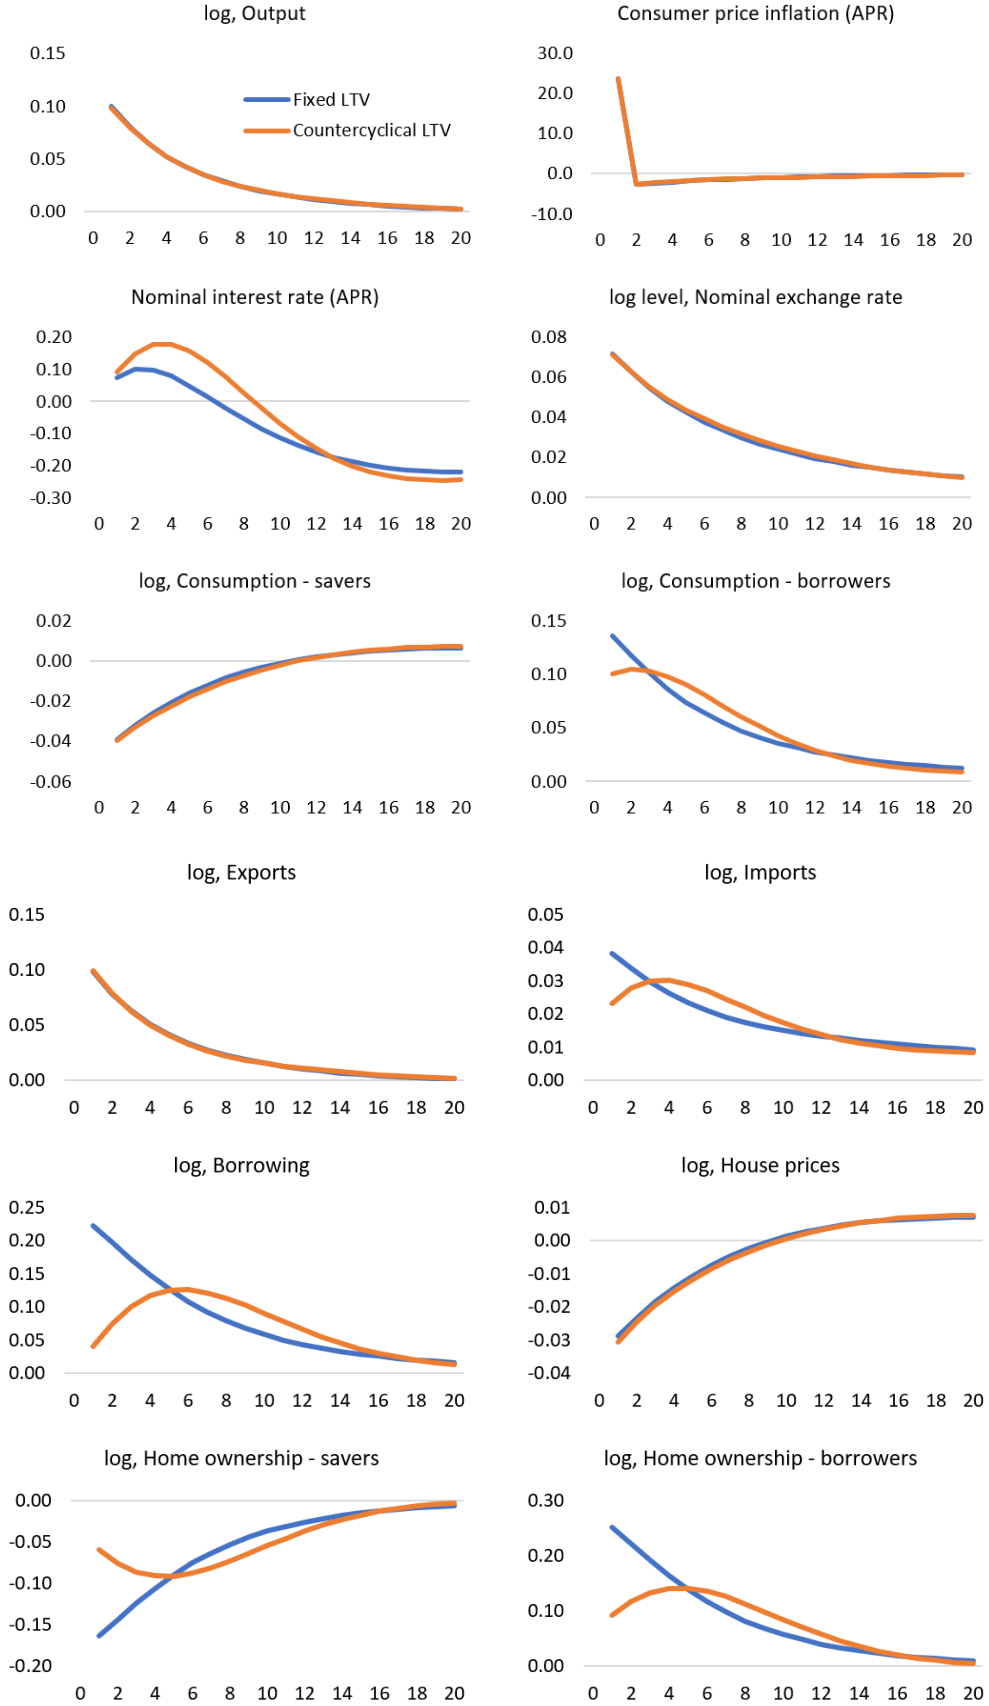 log, Output
0.15
0.10
0.05
0.00
Fixed LTV
Countercyclical LTV
0 2 4 6 8 10 12 14 16 18 20
Consumer price inflation (APR)
30.0
20.0
10.0
0.0
-10.0
0 2 4 6 8 10 12 14 16 18 20
Nominal interest rate (APR)
0.20
0.10
0.00
-0.10
-0.20
-0.30
0 2 4 6 8 10 12 14 16 18 20
log level, Nominal exchange rate
0.08
0.06
0.04
0.02
0.00
0 2 4 6 8 10 12 14 16 18 20
log, Consumption - savers
0.02
0.00
-0.02
-0.04
-0.06
0 2 4 6 8 10 12 14 16 18 20
log, Consumption - borrowers
0.15
0.10
0.05
0.00
0 2 4 6 8 10 12 14 16 18 20
log, Exports
0.15
0.10
0.05
0.00
0 2 4 6 8 10 12 14 16 18 20
log, Imports
0.05
0.04
0.03
0.02
0.01
0.00
0 2 4 6 8 10 12 14 16 18 20
log, Borrowing
0.25
0.20
0.15
0.10
0.05
0.00
0 2 4 6 8 10 12 14 16 18 20
log, House prices
0.01
0.00
-0.01
-0.02
-0.03
-0.04
0 2 4 6 8 10 12 14 16 18 20
log, Home ownership - savers
0.00
-0.05
-0.10
-0.15
-0.20
0 2 4 6 8 10 12 14 16 18 20
log, Home ownership - borrowers
0.30
0.20
0.10
0.00
0 2 4 6 8 10 12 14 16 18 20